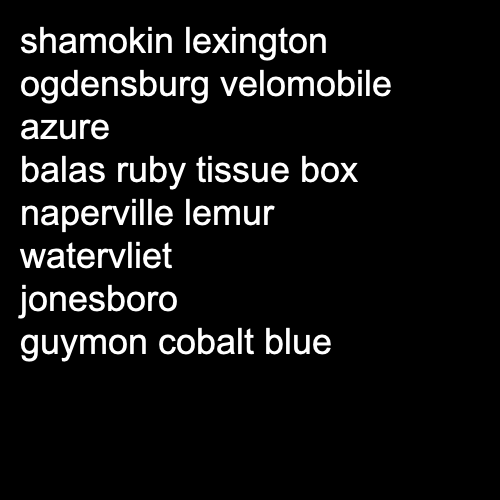 shamokin lexington
ogdensburg velomobile
azure
balas ruby tissue box
naperville lemur
watervliet
jonesboro
guymon cobalt blue